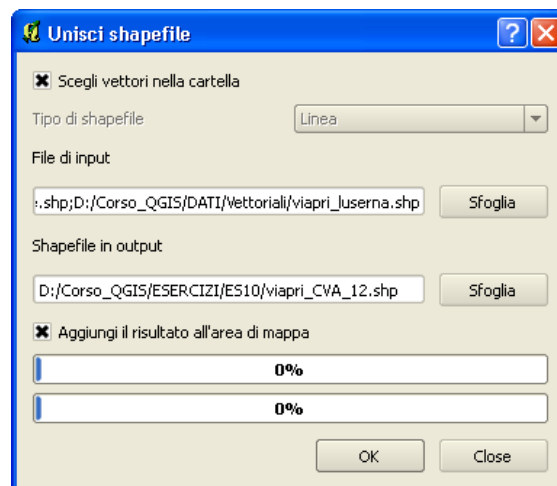 Unisci shapefile
Scegli vettori nella cartella
Tipo di shapefile Linea
File di input
.shp;D:/Corso_QGIS/DATI/Vettoriali/viapri_luserna.shp Sfoglia
Shapefile in output
D:/Corso_QGIS/ESERCIZI/ES10/viapri_CVA_12.shp Sfoglia
Aggiungi il risultato all'area di mappa
0%
0%
OK Close